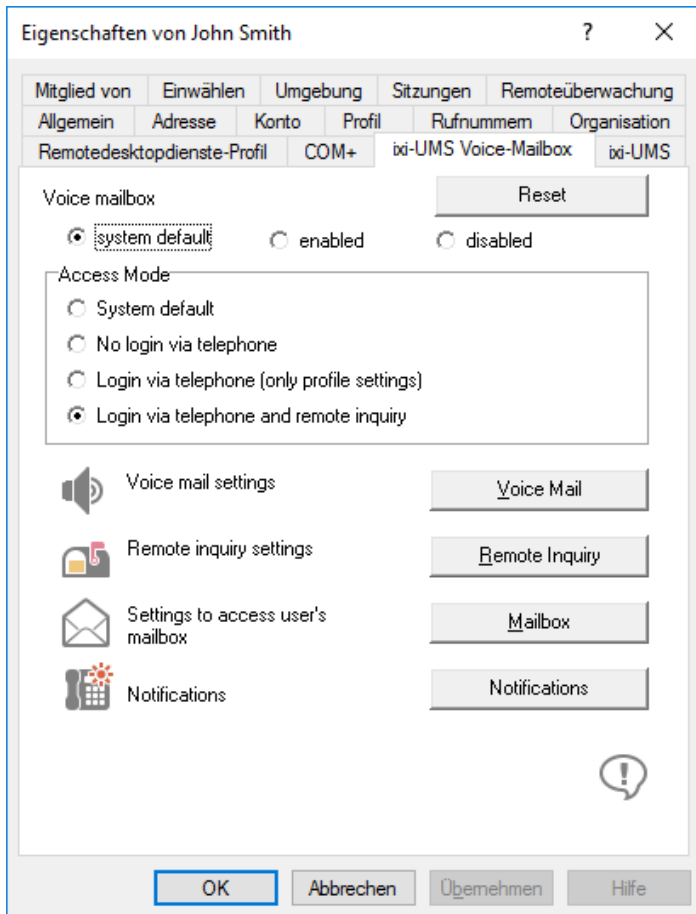 Eigenschaften von John Smith ?
Mitglied von Einwählen Umgebung Sitzungen Remoteüberwachung
Allgemein Adresse Konto Profil Rufnummern Organisation
Remotedesktopdienste-Profil COM+ ixi-UMS Voice-Mailbox ixi-UMS
Voice mailbox Reset
system default enabled disabled
Access Mode
System default
No login via telephone
Login via telephone (only profile settings)
Login via telephone and remote inquiry
Voice mail settings Voice Mail
Remote inquiry settings Remote Inquiry
Settings to access user's
mailbox Mailbox
Notifications Notifications
OK Abbrechen Übernehmen Hilfe